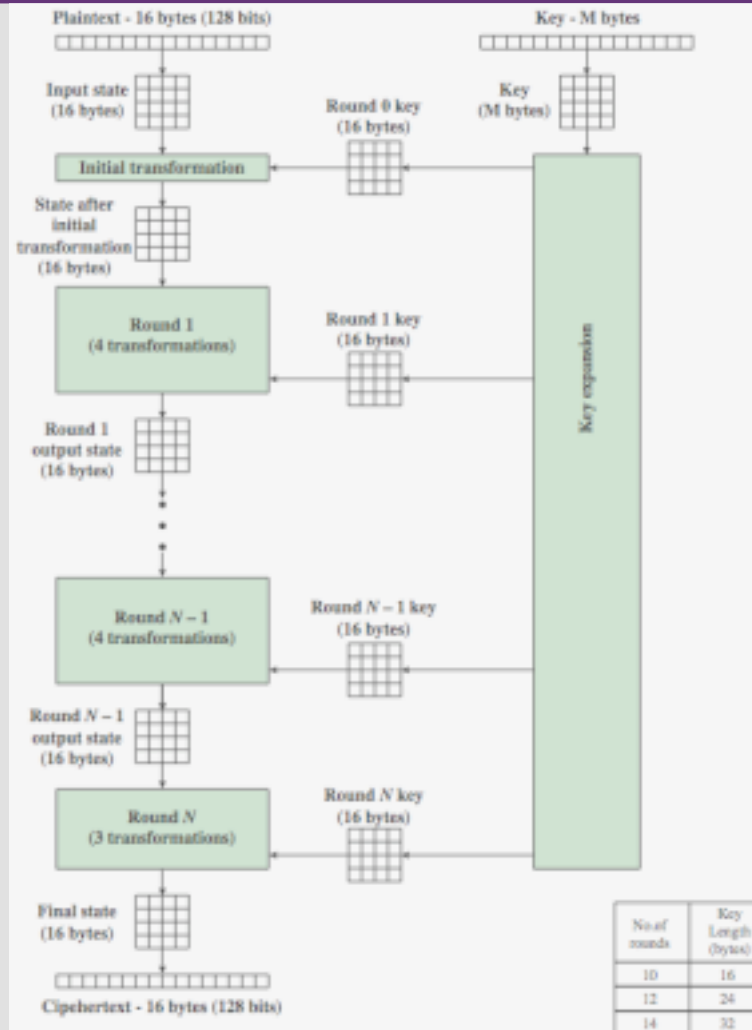 Plaintext - 16 bytes (128 bits)
Key - M bytes
Input state
(16 bytes)
Key
(M bytes)
Round 0 key
(16 bytes)
Initial transformation
State after
initial
transformation
(16 bytes)
Round 1
(4 transformations)
Round 1 key
(16 bytes)
Key expansion
Round 1
output state
(16 bytes)
Round N – 1
(4 transformations)
Round N – 1 key
(16 bytes)
Round N – 1
output state
(16 bytes)
Round N
(3 transformations)
Round N key
(16 bytes)
Final state
(16 bytes)
Cipehertext - 16 bytes (128 bits)
No.of
rounds
Key
Length
(bytes)
10 16
12 24
14 32